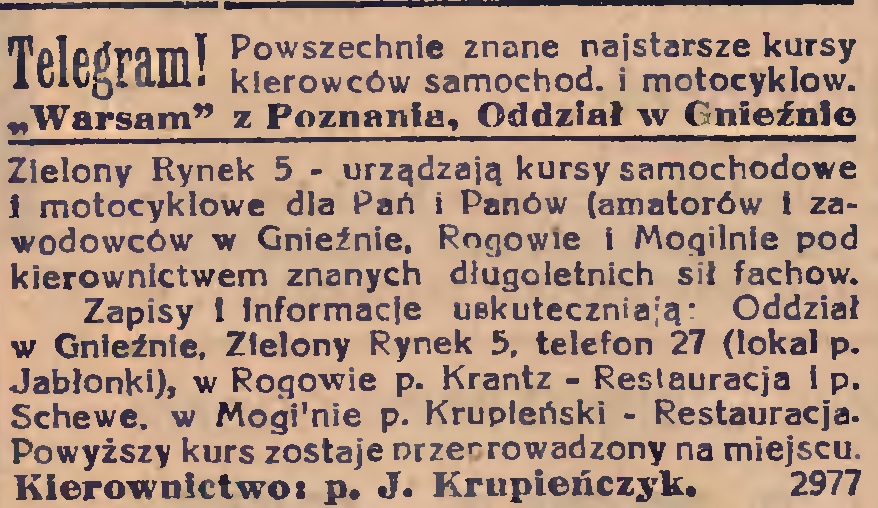 Telegram! Powszechnie znane najstarsze kursy
kierowców samochod. i motocyklow.
„Warsam” z Poznania, Oddział w Gnieźnie
Zielony Rynek 5 - urządzają kursy samochodowe
i motocyklowe dla Pań i Panów (amatorów i za-
wodowców w Gnieźnie, Rogowie i Mogilnie pod
kierownictwem znanych długoletnich sił fachow.
Zapisy i informacje uskuteczniają: Oddział
w Gnieźnie, Zielony Rynek 5, telefon 27 (lokal p.
Jabłonki), w Rogowie p. Krantz - Restauracja i p.
Schewe, w Mogi'nie p. Krupieński - Restauracja.
Powyższy kurs zostaje przeprowadzony na miejscu.
Kierownictwo: p. J. Krupieńczyk. 2977